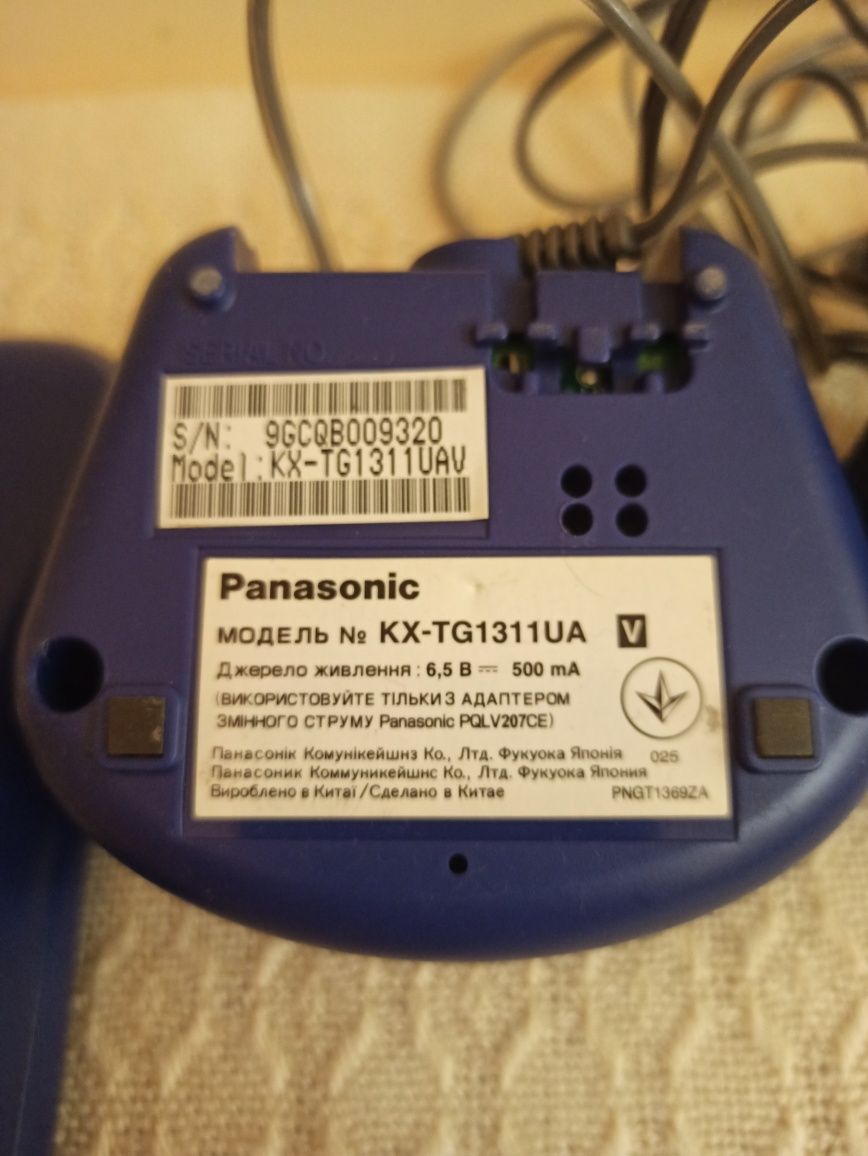 SERIAL NO.
S/N: 9GCQB009320
Model:KX-TG1311UAV
Panasonic
МОДЕЛЬ № KX-TG1311UA V
Джерело живлення : 6,5 В ⎓ 500 mA
(ВИКОРИСТОВУЙТЕ ТІЛЬКИ З АДАПТЕРОМ
ЗМІННОГО СТРУМУ Panasonic PQLV207CE)
Панасонік Комунікейшнз Ко., Лтд. Фукуока Японія 025
Панасоник Коммуникейшнс Ко., Лтд. Фукуока Япония
Вироблено в Китаї /Сделано в Китае PNGT1369ZA